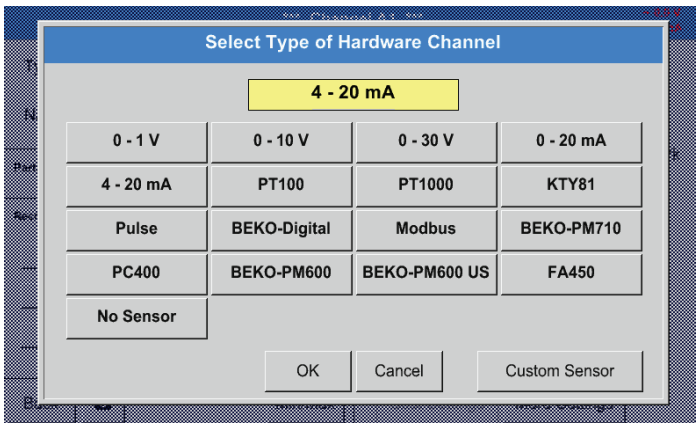 *** Channel A1 ***
Select Type of Hardware Channel
4 - 20 mA
0 - 1 V
0 - 10 V
0 - 30 V
0 - 20 mA
4 - 20 mA
PT100
PT1000
KTY81
Pulse
BEKO-Digital
Modbus
BEKO-PM710
PC400
BEKO-PM600
BEKO-PM600 US
FA450
No Sensor
OK
Cancel
Custom Sensor